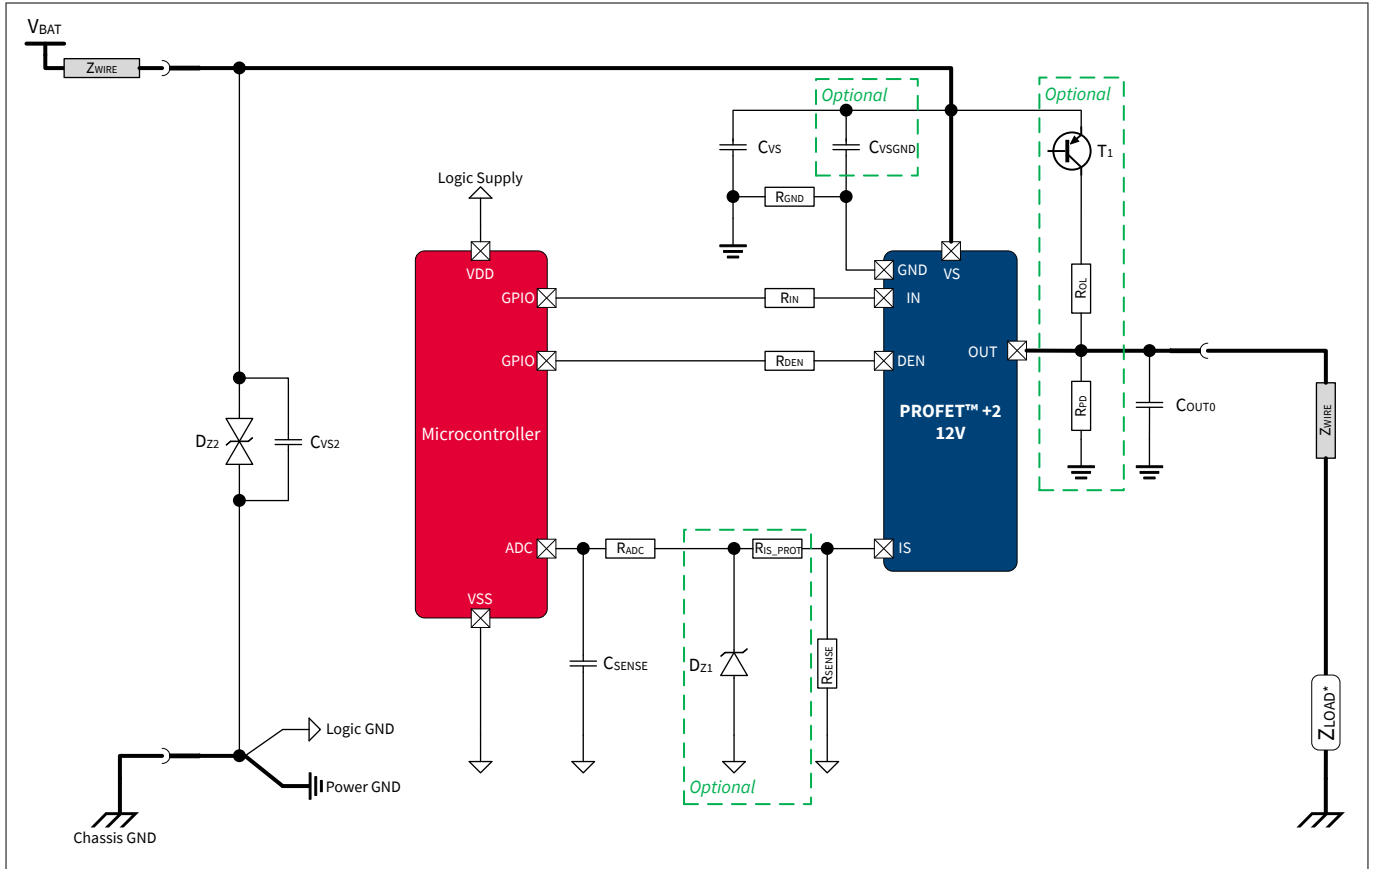 VBAT
ZWIRE
Optional
Optional
CVS
CVSGND
T1
Logic Supply
RGND
VDD
GND
VS
GPIO
RIN
IN
ROL
GPIO
RDEN
DEN
OUT
RPD
COUT0
ZWIRE
PROFET™ +2
12V
Microcontroller
DZ2
CVS2
ADC
RADC
RIS_PROT
IS
VSS
CSENSE
DZ1
RSENSE
ZLOAD*
Logic GND
Power GND
Optional
Chassis GND